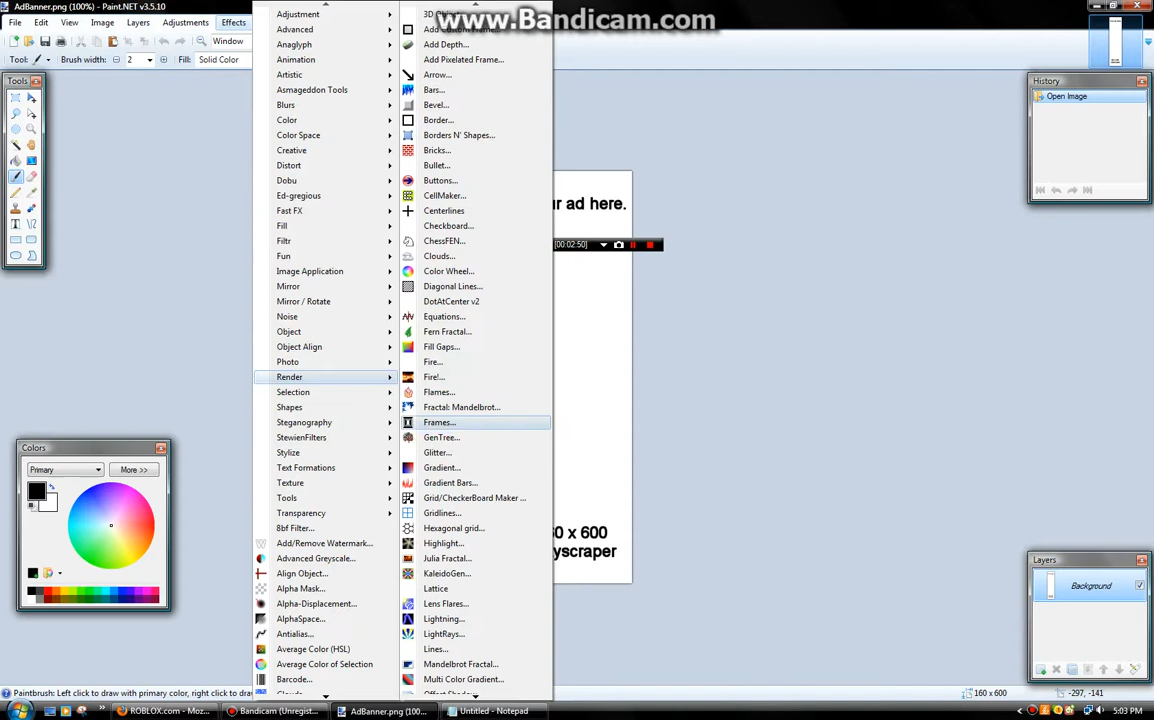 AdBanner.png (100%) - Paint.NET v3.5.10
www.Bandicam.com
File Edit View Image Layers Adjustments Effects
Window
Tool: Brush width: 2 Fill: Solid Color
Tools
History
Open Image
Adjustment
Advanced
Anaglyph
Animation
Artistic
Asmageddon Tools
Blurs
Color
Color Space
Creative
Distort
Dobu
Ed-gregious
Fast FX
Fill
Filtr
Fun
Image Application
Mirror
Mirror / Rotate
Noise
Object
Object Align
Photo
Render
Selection
Shapes
Steganography
StewienFilters
Stylize
Text Formations
Texture
Tools
Transparency
8bf Filter...
Add/Remove Watermark...
Advanced Greyscale...
Align Object...
Alpha Mask...
Alpha-Displacement...
AlphaSpace...
Antialias...
Average Color (HSL)
Average Color of Selection
Barcode...
Add Depth...
Add Pixelated Frame...
Arrow...
Bars...
Bevel...
Border...
Borders N' Shapes...
Bricks...
Bullet...
Buttons...
CellMaker...
Centerlines
Checkboard...
ChessFEN...
Clouds...
Color Wheel...
Diagonal Lines...
DotAtCenter v2
Equations...
Fern Fractal...
Fill Gaps...
Fire...
Fire!...
Flames...
Fractal: Mandelbrot...
Frames...
GenTree...
Glitter...
Gradient...
Gradient Bars...
Grid/CheckerBoard Maker ...
Gridlines...
Hexagonal grid...
Highlight...
Julia Fractal...
KaleidoGen...
Lattice
Lens Flares...
Lightning...
LightRays...
Lines...
Mandelbrot Fractal...
Multi Color Gradient...
ur ad here.
[00:02:50]
0 x 600
yscraper
Colors
Primary
More >>
Layers
Background
Paintbrush: Left click to draw with primary color, right click to dra
160 x 600
-297, -141
ROBLOX.com - Moz...
Bandicam (Unregist...
AdBanner.png (100...
Untitled - Notepad
5:03 PM